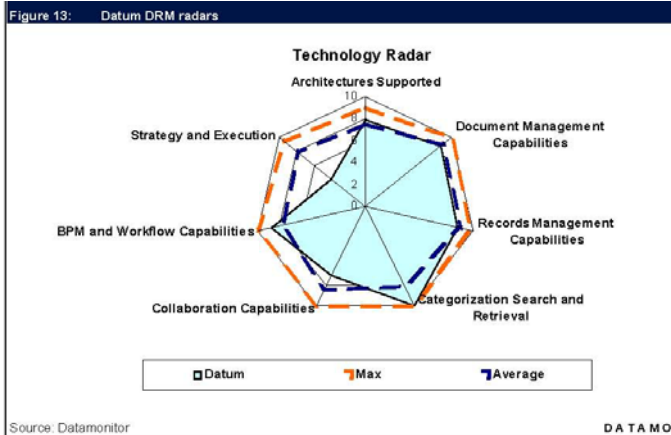 Figure 13: Datum DRM radars
Technology Radar
Architectures Supported
10
8
6
4
2
0
Document Management
Capabilities
Records Management
Capabilities
Categorization Search and
Retrieval
Collaboration Capabilities
BPM and Workflow Capabilities
Strategy and Execution
Datum
Max
Average
Source: Datamonitor
DATAMO